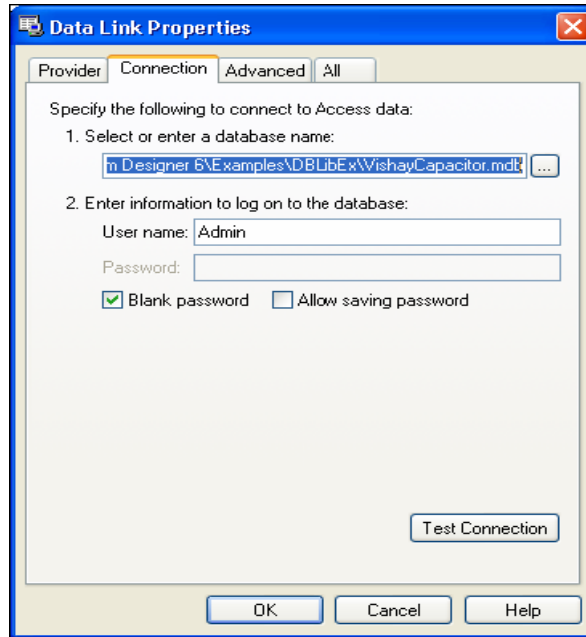 Data Link Properties
Provider Connection Advanced All
Specify the following to connect to Access data:
1. Select or enter a database name:
m Designer 6\Examples\DBLibEx\VishayCapacitor.mdb ...
2. Enter information to log on to the database:
User name: Admin
Password:
Blank password Allow saving password
Test Connection
OK Cancel Help